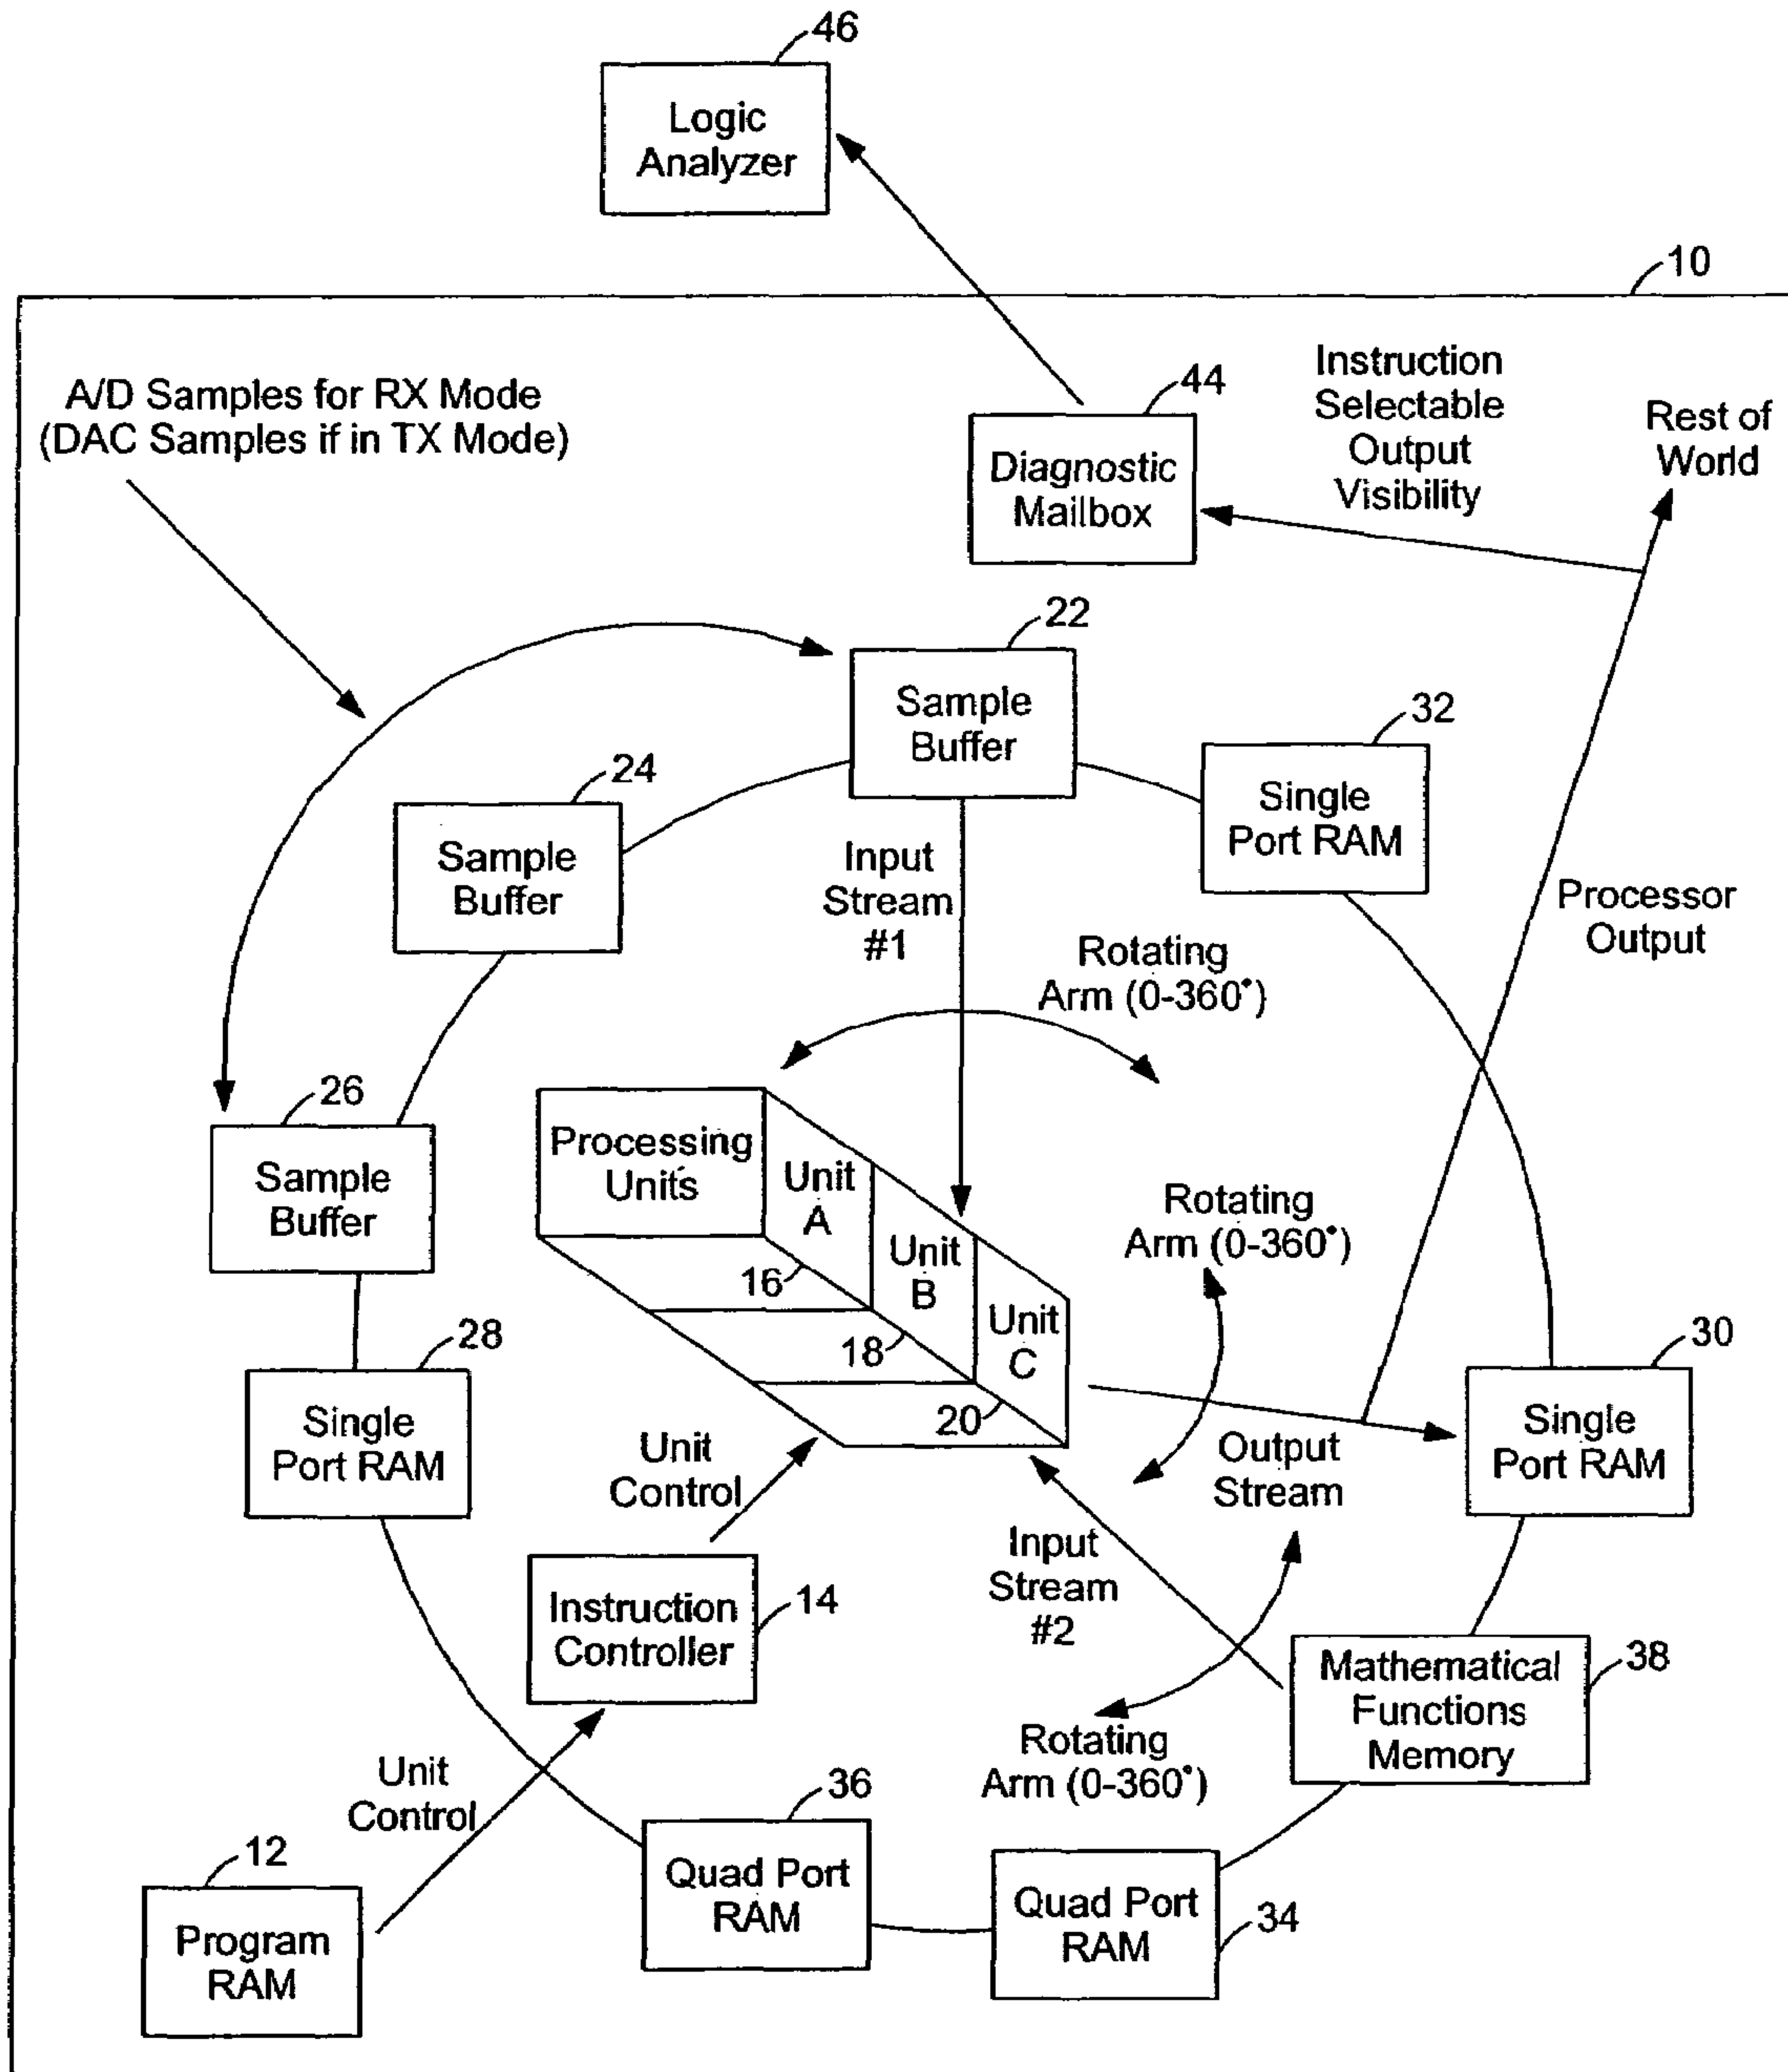 46
Logic
Analyzer
10
A/D Samples for RX Mode
(DAC Samples if in TX Mode)
44
Diagnostic
Mailbox
Instruction
Selectable
Output
Visibility
Rest of
World
22
Sample
Buffer
32
Single
Port RAM
24
Sample
Buffer
Input
Stream
#1
Processor
Output
Rotating
Arm (0-360°)
26
Sample
Buffer
Processing
Units
Unit
A
Unit
B
Unit
C
16
18
20
Rotating
Arm (0-360°)
28
Single
Port RAM
30
Single
Port RAM
Unit
Control
Output
Stream
Input
Stream
#2
Instruction
Controller
14
Mathematical
Functions
Memory
38
Rotating
Arm (0-360°)
Unit
Control
36
Quad Port
RAM
Quad Port
RAM
34
12
Program
RAM